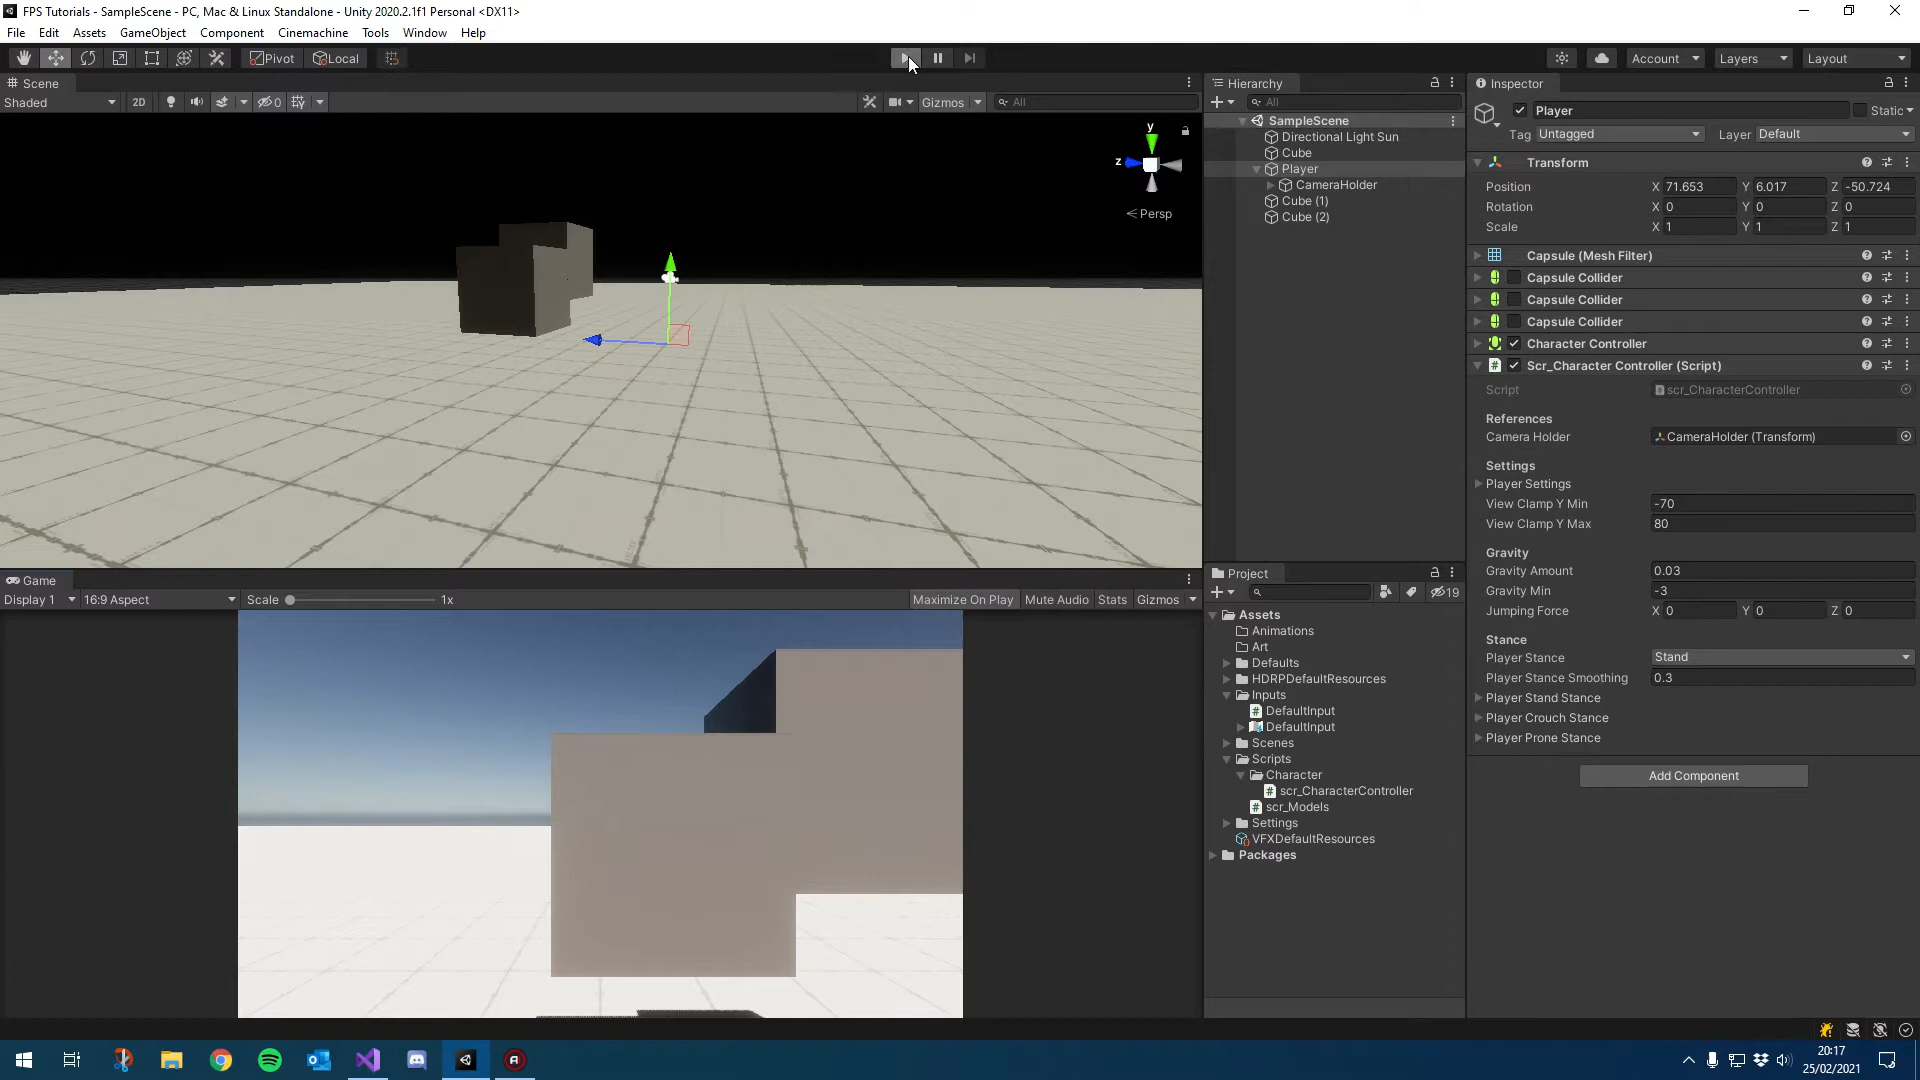 FPS Tutorials - SampleScene - PC, Mac & Linux Standalone - Unity 2020.2.1f1 Personal <DX11>
File Edit Assets GameObject Component Cinemachine Tools Window Help
Pivot Local Account Layers Layout
Scene
Shaded 2D 0 Gizmos All
y
z
Persp
Game
Display 1 16:9 Aspect Scale 1x Maximize On Play Mute Audio Stats Gizmos
Hierarchy
All
SampleScene
Directional Light Sun
Cube
Player
CameraHolder
Cube (1)
Cube (2)
Project
19
Assets
Animations
Art
Defaults
HDRPDefaultResources
Inputs
DefaultInput
DefaultInput
Scenes
Scripts
Character
scr_CharacterController
scr_Models
Settings
VFXDefaultResources
Packages
Inspector
Player Static
Tag Untagged Layer Default
Transform
Position X 71.653 Y 6.017 Z -50.724
Rotation X 0 Y 0 Z 0
Scale X 1 Y 1 Z 1
Capsule (Mesh Filter)
Capsule Collider
Capsule Collider
Capsule Collider
Character Controller
Scr_Character Controller (Script)
Script scr_CharacterController
References
Camera Holder CameraHolder (Transform)
Settings
Player Settings
View Clamp Y Min -70
View Clamp Y Max 80
Gravity
Gravity Amount 0.03
Gravity Min -3
Jumping Force X 0 Y 0 Z 0
Stance
Player Stance Stand
Player Stance Smoothing 0.3
Player Stand Stance
Player Crouch Stance
Player Prone Stance
Add Component
20:17
25/02/2021